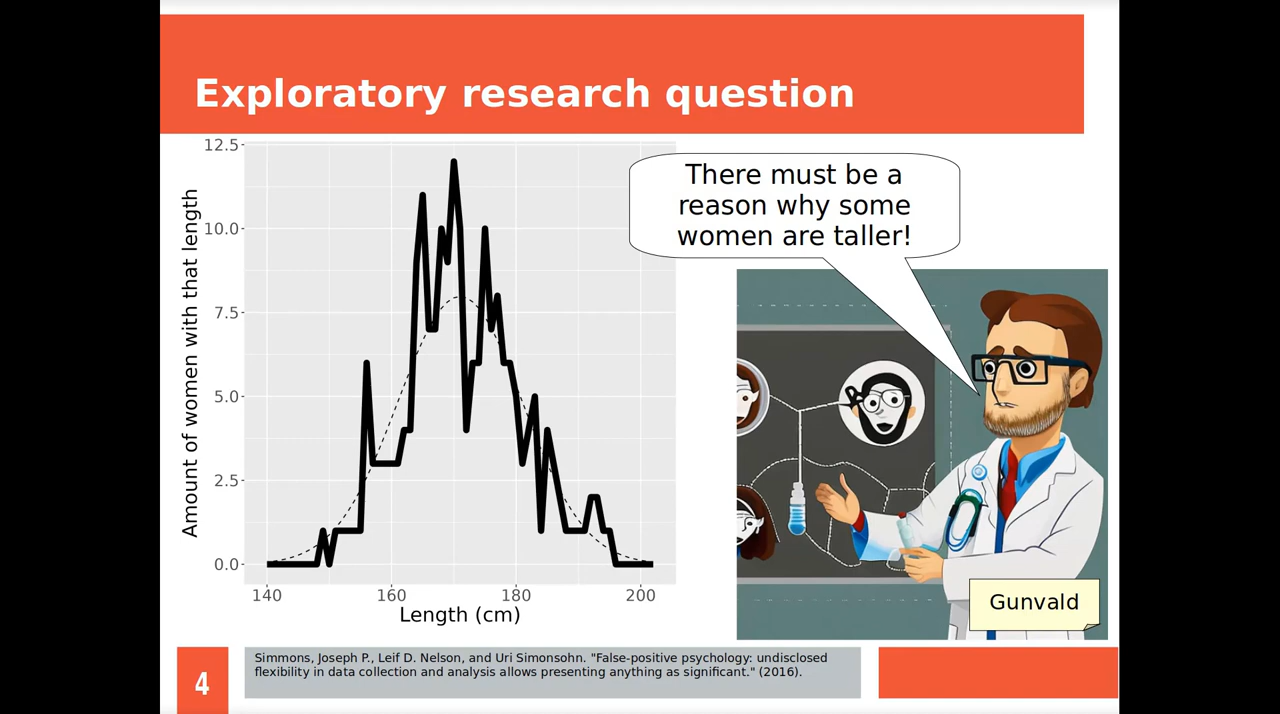 Exploratory research question
12.5
10.0
7.5
5.0
2.5
0.0
Amount of women with that length
140 160 180 200
Length (cm)
There must be a
reason why some
women are taller!
Gunvald
4
Simmons, Joseph P., Leif D. Nelson, and Uri Simonsohn. "False-positive psychology: undisclosed
flexibility in data collection and analysis allows presenting anything as significant." (2016).